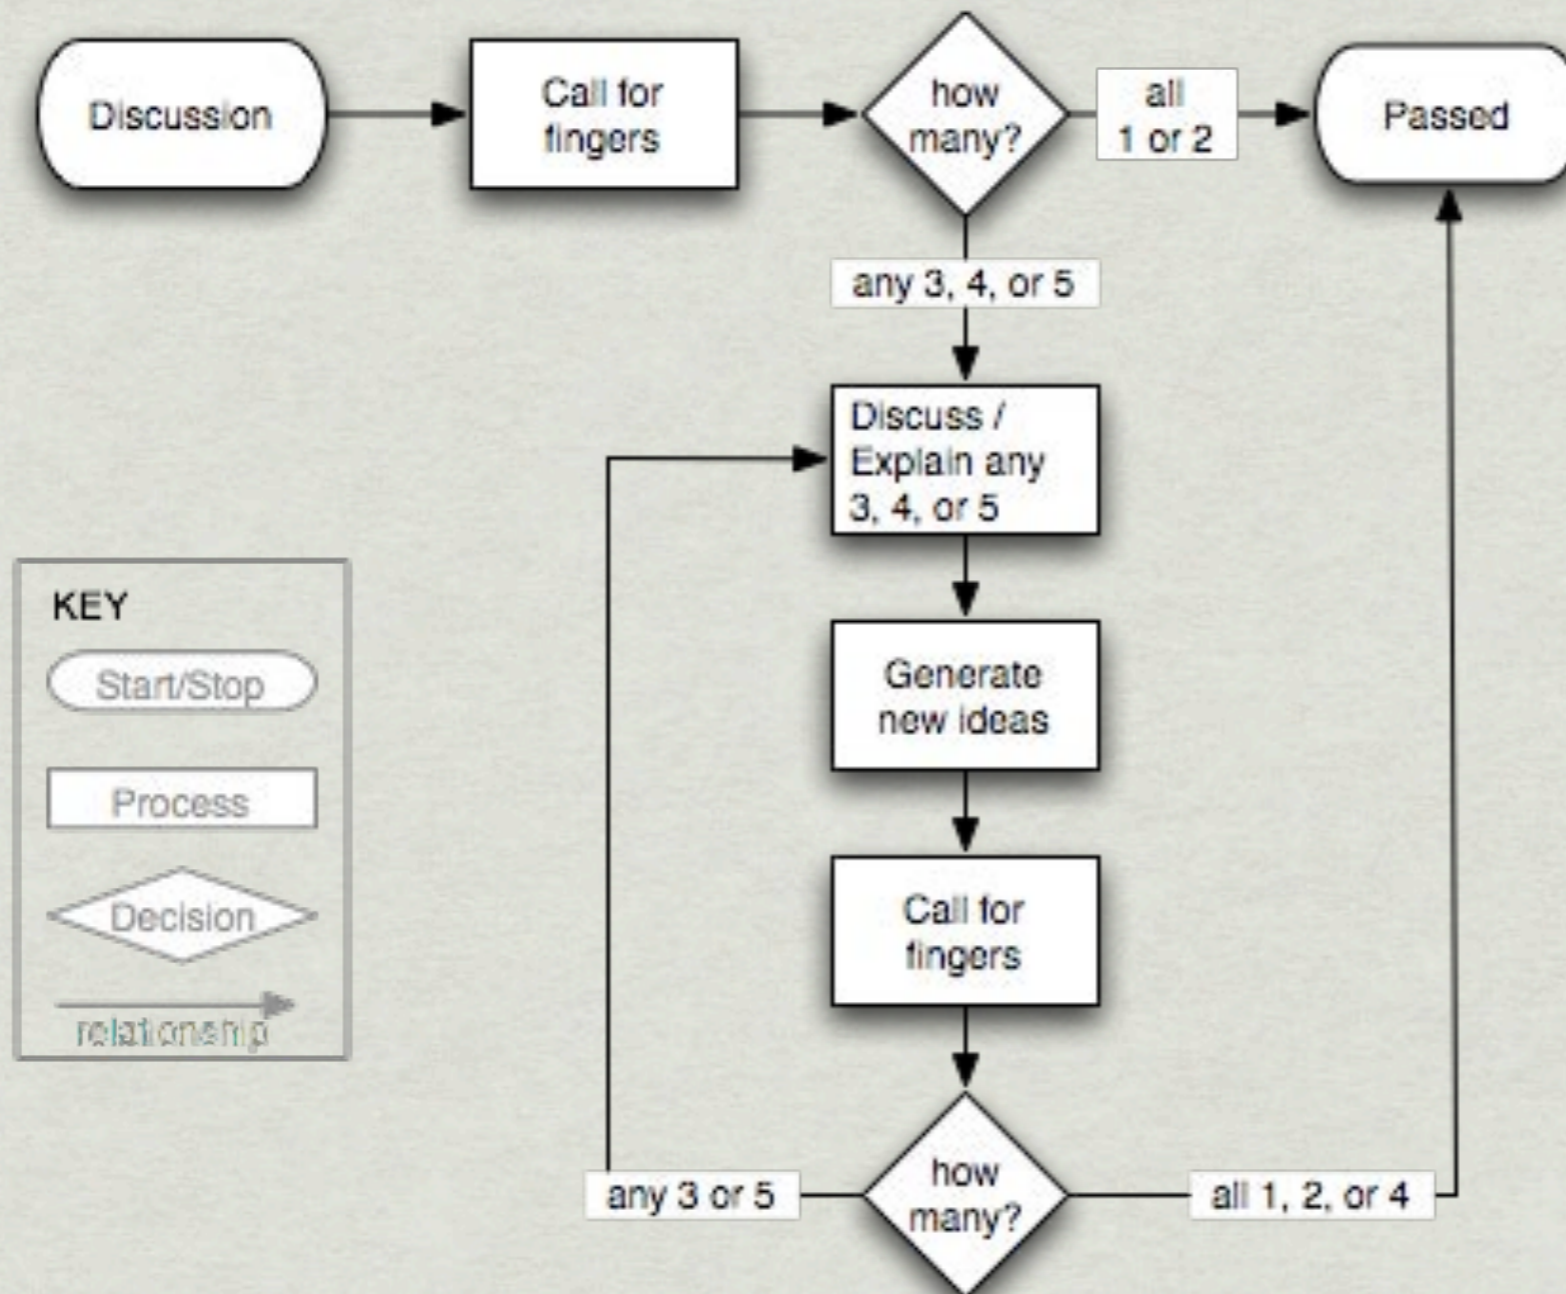 Discussion
Call for
fingers
how
many?
all
1 or 2
Passed
any 3, 4, or 5
Discuss /
Explain any
3, 4, or 5
Generate
new ideas
Call for
fingers
how
many?
any 3 or 5
all 1, 2, or 4
KEY
Start/Stop
Process
Decision
relationship